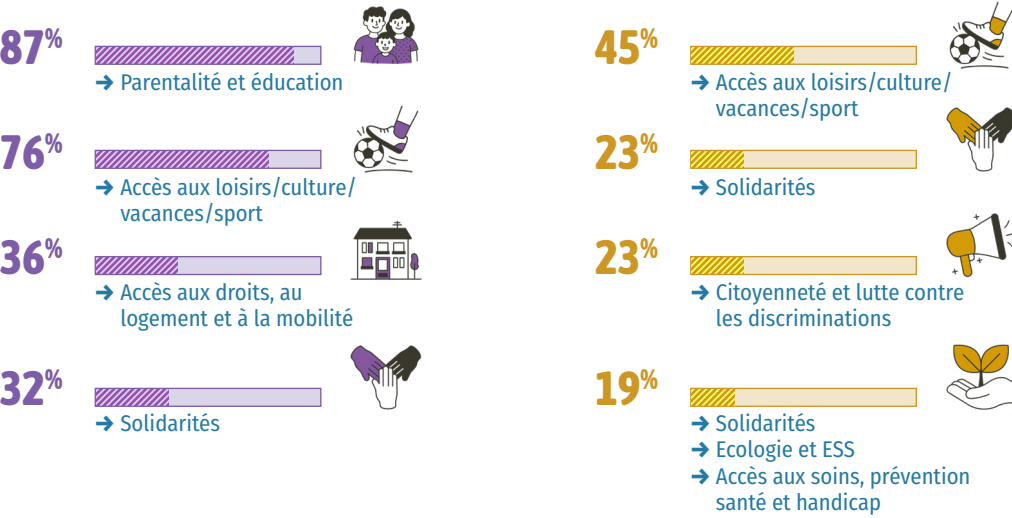 87%
→ Parentalité et éducation
76%
→ Accès aux loisirs/culture/
vacances/sport
36%
→ Accès aux droits, au
logement et à la mobilité
32%
→ Solidarités
45%
→ Accès aux loisirs/culture/
vacances/sport
23%
→ Solidarités
23%
→ Citoyenneté et lutte contre
les discriminations
19%
→ Solidarités
→ Ecologie et ESS
→ Accès aux soins, prévention
santé et handicap